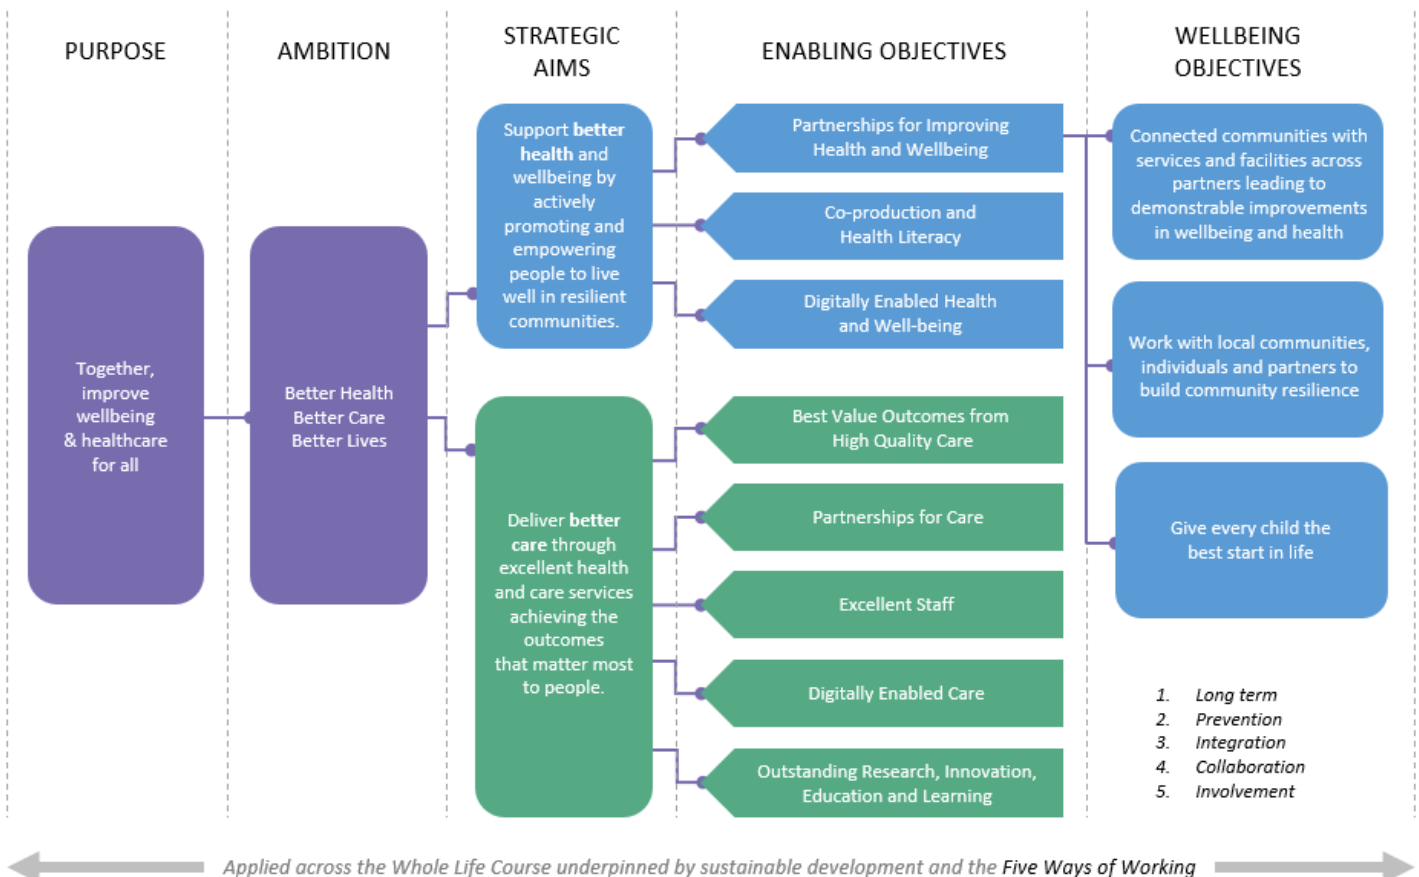 PURPOSE
AMBITION
STRATEGIC
AIMS
ENABLING OBJECTIVES
WELLBEING
OBJECTIVES
Together,
improve
wellbeing
& healthcare
for all
Better Health
Better Care
Better Lives
Support better
health and
wellbeing by
actively
promoting and
empowering
people to live
well in resilient
communities.
Deliver better
care through
excellent health
and care services
achieving the
outcomes
that matter most
to people.
Partnerships for Improving
Health and Wellbeing
Co-production and
Health Literacy
Digitally Enabled Health
and Well-being
Best Value Outcomes from
High Quality Care
Partnerships for Care
Excellent Staff
Digitally Enabled Care
Outstanding Research, Innovation,
Education and Learning
Connected communities with
services and facilities across
partners leading to
demonstrable improvements
in wellbeing and health
Work with local communities,
individuals and partners to
build community resilience
Give every child the
best start in life
1. Long term
2. Prevention
3. Integration
4. Collaboration
5. Involvement
Applied across the Whole Life Course underpinned by sustainable development and the Five Ways of Working